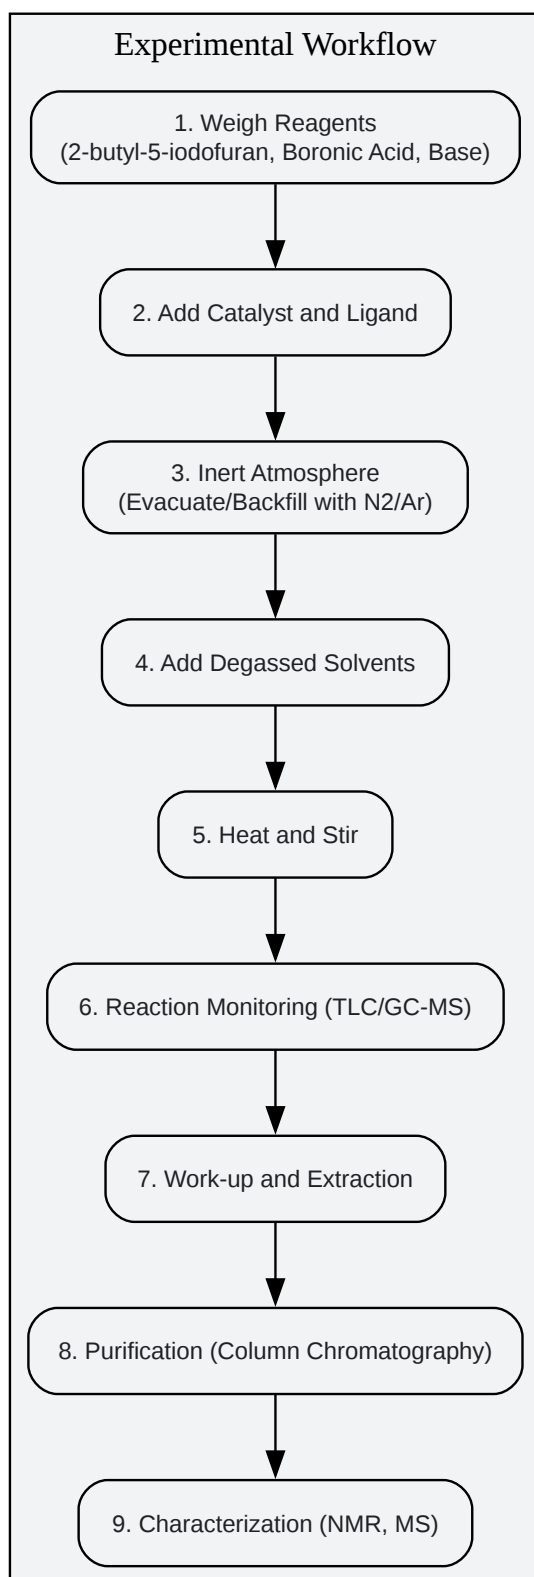 Experimental Workflow
1. Weigh Reagents
(2-butyl-5-iodofuran, Boronic Acid, Base)
2. Add Catalyst and Ligand
3. Inert Atmosphere
(Evacuate/Backfill with N2/Ar)
4. Add Degassed Solvents
5. Heat and Stir
6. Reaction Monitoring (TLC/GC-MS)
7. Work-up and Extraction
8. Purification (Column Chromatography)
9. Characterization (NMR, MS)